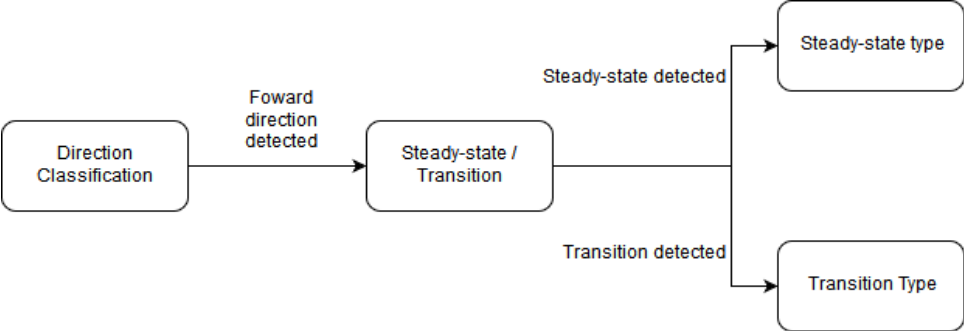 Direction
Classification
Foward
direction
detected
Steady-state /
Transition
Steady-state detected
Steady-state type
Transition detected
Transition Type